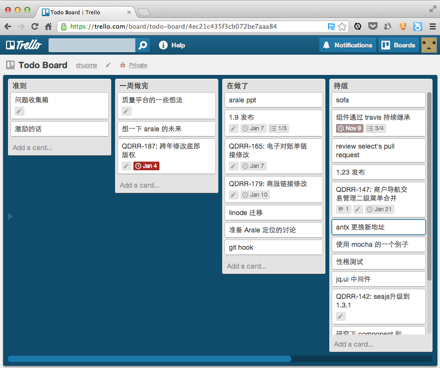 Todo Board | Trello
https://trello.com/board/todo-board/4ec21c435f3cb072be7aaa84
Trello
Help
Notifications
Boards
Todo Board
chuome
Private
准则
问题收集箱
激励的话
Add a card...
一周做完
质量平台的一些想法
想一下 arale 的未来
QDRR-187: 跨年修改底部
版权
Jan 4
Add a card...
在做了
arale ppt
1.9 发布
Jan 7
1/3
QDRR-165: 电子对账单链
接修改
Jan 7
QDRR-179: 商服链接修改
Jan 10
linode 迁移
准备 Arale 定位的讨论
git hook
Add a card...
待版
sofa
组件通过 travis 持续继承
Nov 9
3/4
review select's pull
request
1.23 发布
QDRR-147: 商户导航交
易管理二级菜单合并
1
Jan 21
antx 更换新地址
使用 mocha 的一个例子
性格测试
jq.ui 中间件
QDRR-142: seajs升级到
1.3.1
研究下 component 和
Add a card...